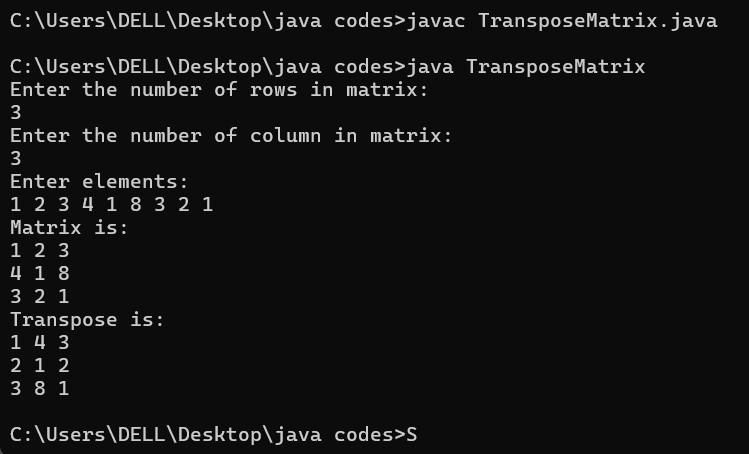 C:\Users\DELL\Desktop\java codes>javac TransposeMatrix.java
C:\Users\DELL\Desktop\java codes>java TransposeMatrix
Enter the number of rows in matrix:
3
Enter the number of column in matrix:
3
Enter elements:
1 2 3 4 1 8 3 2 1
Matrix is:
1 2 3
4 1 8
3 2 1
Transpose is:
1 4 3
2 1 2
3 8 1
C:\Users\DELL\Desktop\java codes>S